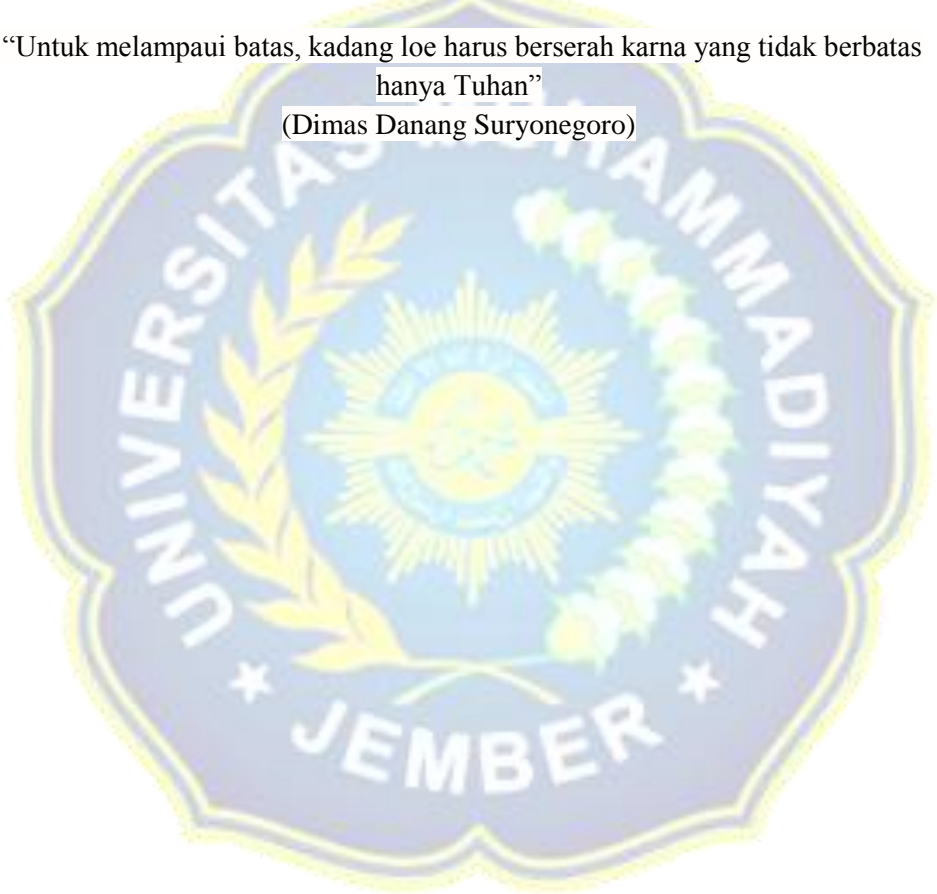 “Untuk melampaui batas, kadang loe harus berserah karna yang tidak berbatas
hanya Tuhan”
(Dimas Danang Suryonegoro)
UNIVERSITAS MUHAMMADIYAH
JEMBER